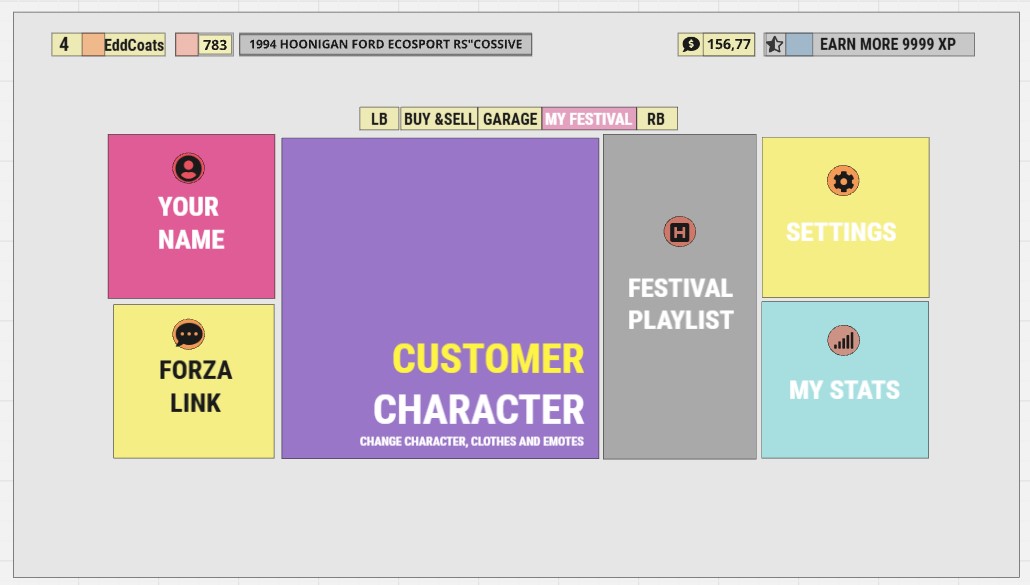 4 EddCoats 783 1994 HOONIGAN FORD ECOSPORT RS"COSSIVE 156,77 EARN MORE 9999 XP
LB BUY &SELL GARAGE MY FESTIVAL RB
YOUR
NAME
FORZA
LINK
CUSTOMER
CHARACTER
CHANGE CHARACTER, CLOTHES AND EMOTES
FESTIVAL
PLAYLIST
SETTINGS
MY STATS